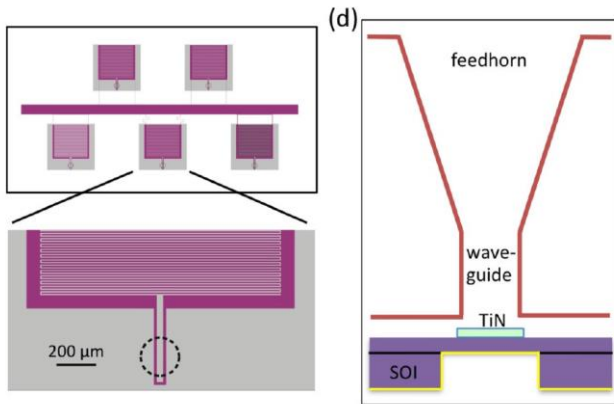 (d)
feedhorn
wave-
guide
TiN
SOI
200 μm